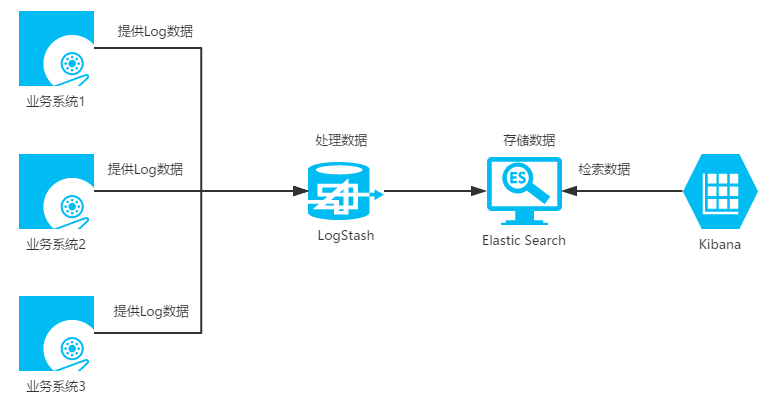 提供Log数据
业务系统1
提供Log数据
业务系统2
提供Log数据
业务系统3
处理数据
LogStash
存储数据
ES
Elastic Search
检索数据
Kibana